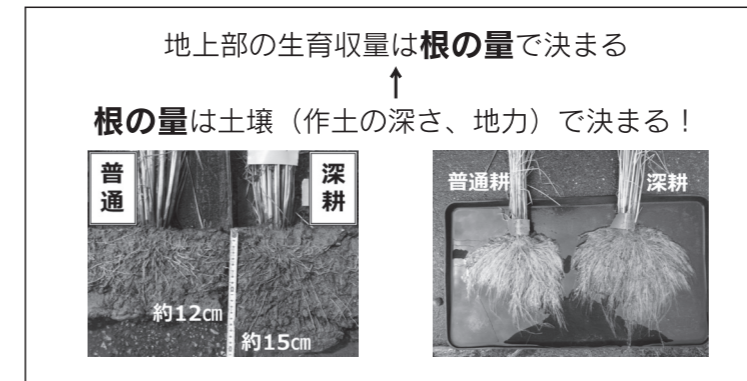 地上部の生育収量は根の量で決まる
↑
根の量は土壌（作土の深さ、地力）で決まる！
普通
深耕
約12㎝
約15㎝
普通耕
深耕